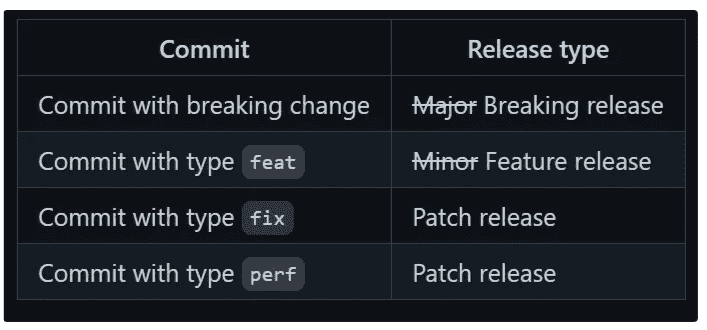 Commit Release type
Commit with breaking change Major Breaking release
Commit with type feat Minor Feature release
Commit with type fix Patch release
Commit with type perf Patch release